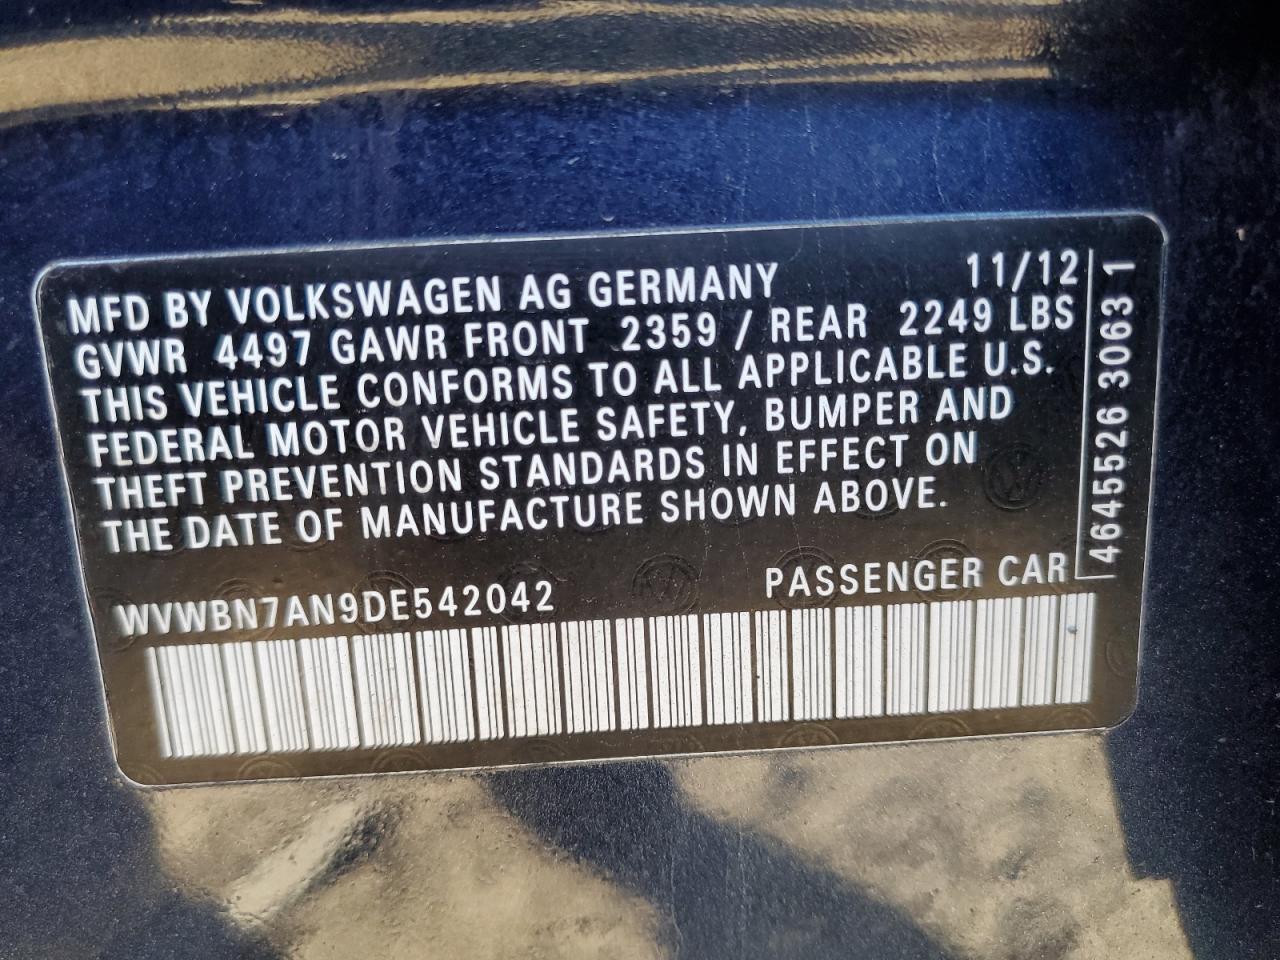 MFD BY VOLKSWAGEN AG GERMANY 11/12
GVWR 4497 GAWR FRONT 2359 / REAR 2249 LBS
THIS VEHICLE CONFORMS TO ALL APPLICABLE U.S.
FEDERAL MOTOR VEHICLE SAFETY, BUMPER AND
THEFT PREVENTION STANDARDS IN EFFECT ON
THE DATE OF MANUFACTURE SHOWN ABOVE.
WVWBN7AN9DE542042 PASSENGER CAR
4645526 3063 1